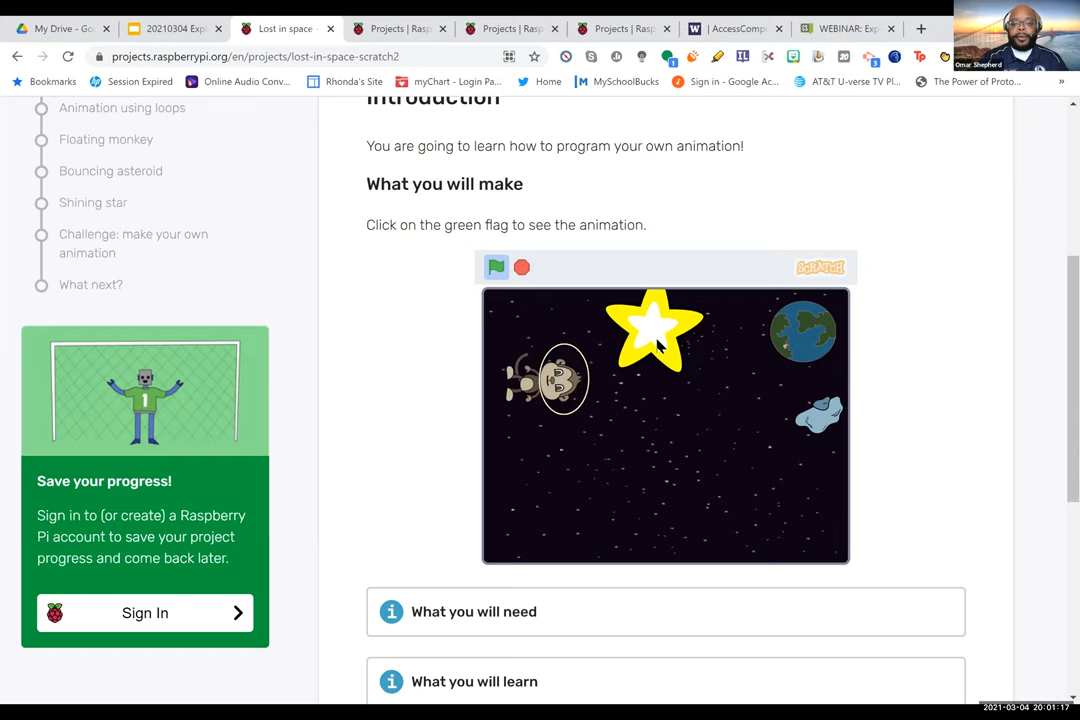 My Drive - Go
20210304 Expl
Lost in space -
Projects | Rasp
Projects | Rasp
Projects | Rasp
| AccessComp
WEBINAR: Exp
projects.raspberrypi.org/en/projects/lost-in-space-scratch2
Bookmarks
Session Expired
Online Audio Conv...
Rhonda's Site
myChart - Login Pa...
Home
MySchoolBucks
Sign in - Google Ac...
AT&T U-verse TV Pl...
The Power of Proto...
Omar Shepherd
Animation using loops
Floating monkey
Bouncing asteroid
Shining star
Challenge: make your own
animation
What next?
1
Save your progress!
Sign in to (or create) a Raspberry
Pi account to save your project
progress and come back later.
Sign In
Introduction
You are going to learn how to program your own animation!
What you will make
Click on the green flag to see the animation.
SCRATCH
What you will need
What you will learn
2021-03-04 20:01:17